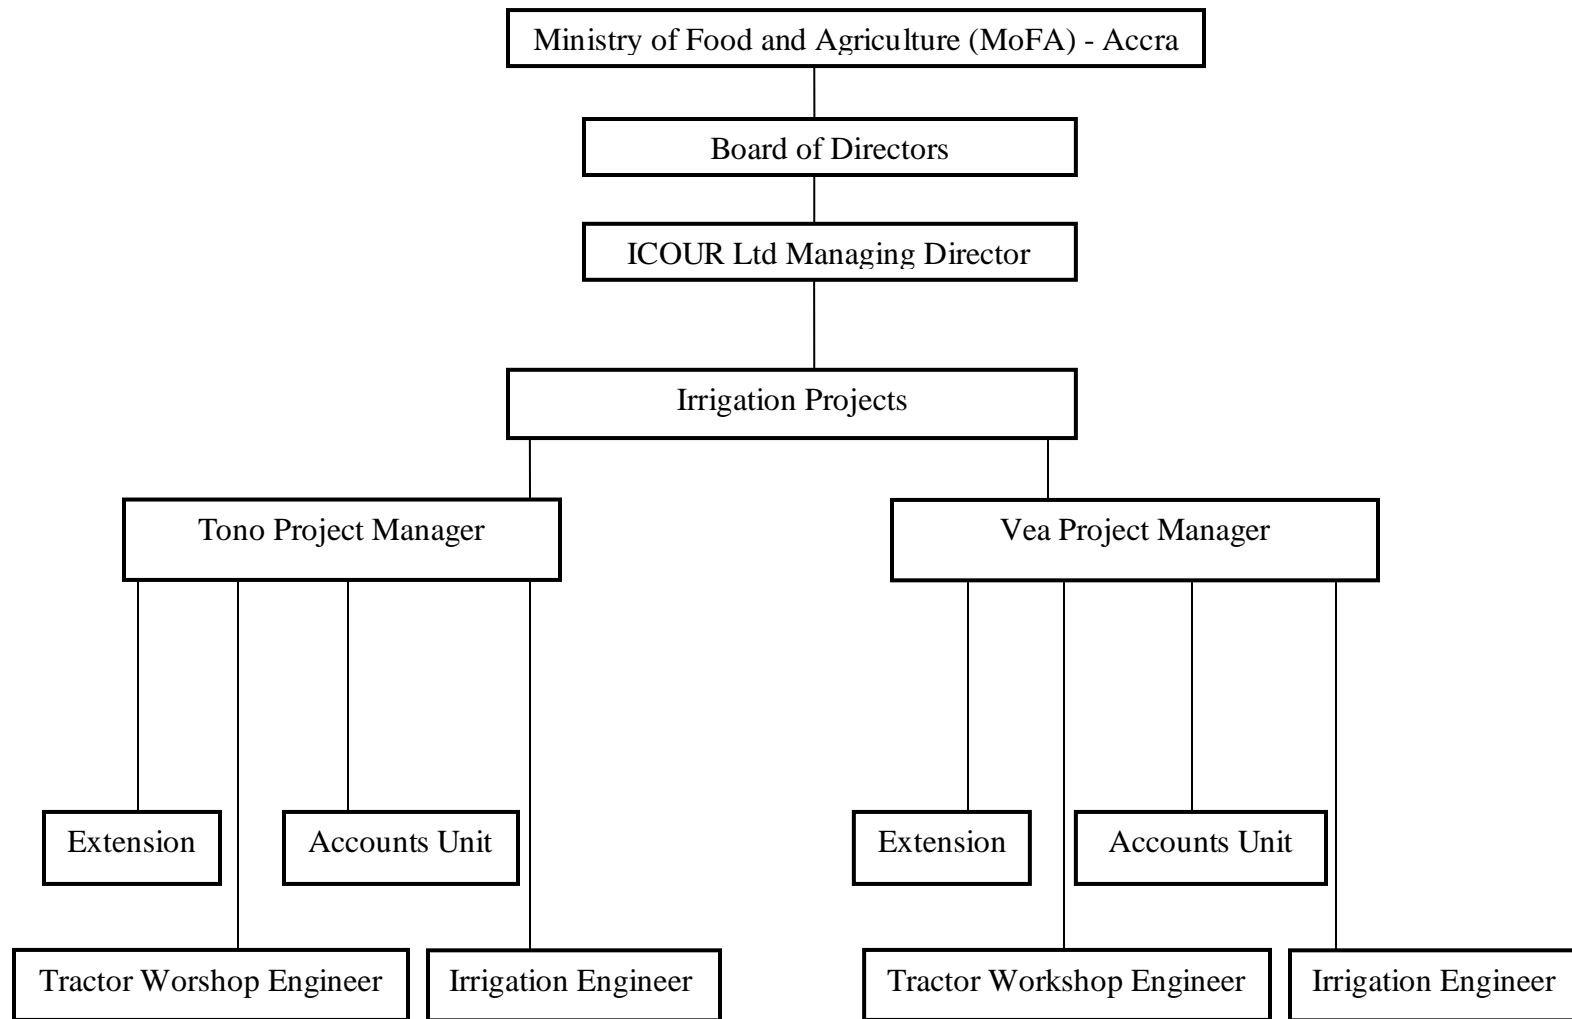 Ministry of Food and Agriculture (MoFA) - Accra
Board of Directors
ICOUR Ltd Managing Director
Irrigation Projects
Tono Project Manager
Vea Project Manager
Extension
Accounts Unit
Extension
Accounts Unit
Tractor Worshop Engineer
Irrigation Engineer
Tractor Workshop Engineer
Irrigation Engineer